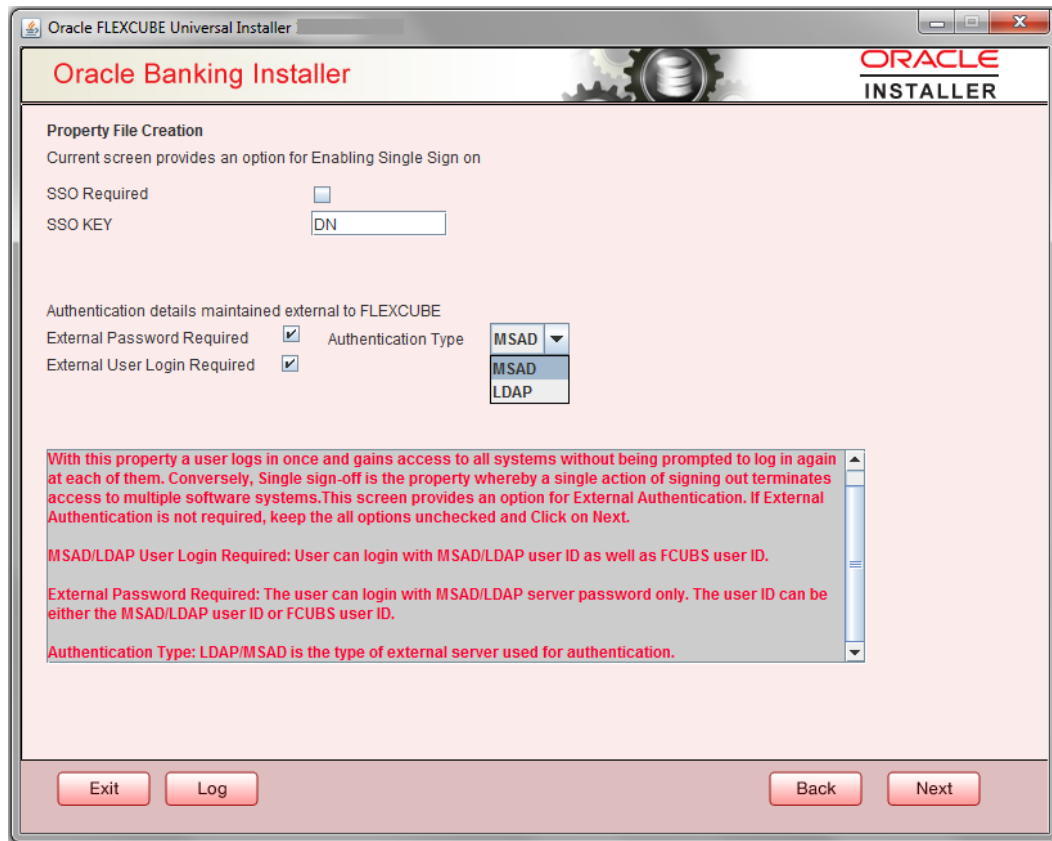 Oracle FLEXCUBE Universal Installer
Oracle Banking Installer
ORACLE
INSTALLER
Property File Creation
Current screen provides an option for Enabling Single Sign on
SSO Required
SSO KEY DN
Authentication details maintained external to FLEXCUBE
External Password Required Authentication Type MSAD
External User Login Required MSAD
LDAP
With this property a user logs in once and gains access to all systems without being prompted to log in again
at each of them. Conversely, Single sign-off is the property whereby a single action of signing out terminates
access to multiple software systems.This screen provides an option for External Authentication. If External
Authentication is not required, keep the all options unchecked and Click on Next.
MSAD/LDAP User Login Required: User can login with MSAD/LDAP user ID as well as FCUBS user ID.
External Password Required: The user can login with MSAD/LDAP server password only. The user ID can be
either the MSAD/LDAP user ID or FCUBS user ID.
Authentication Type: LDAP/MSAD is the type of external server used for authentication.
Exit Log Back Next